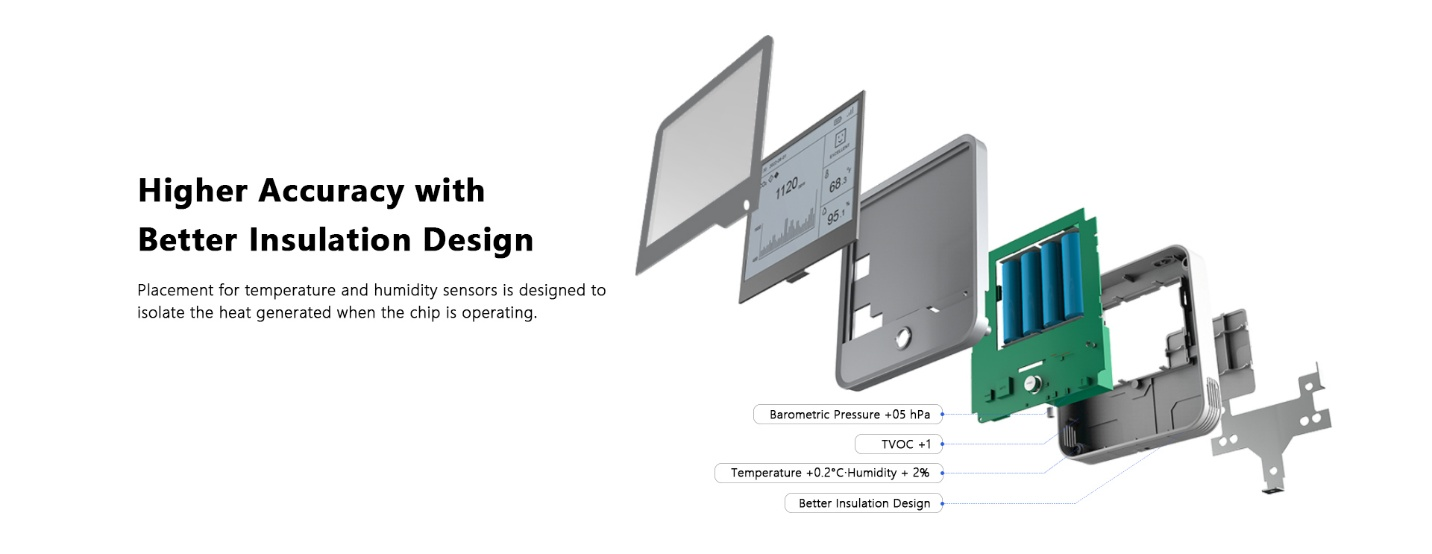 Higher Accuracy with
Better Insulation Design
Placement for temperature and humidity sensors is designed to
isolate the heat generated when the chip is operating.
1120 ppm
68.3 °F
95.1 %
Barometric Pressure +05 hPa
TVOC +1
Temperature +0.2°C·Humidity + 2%
Better Insulation Design